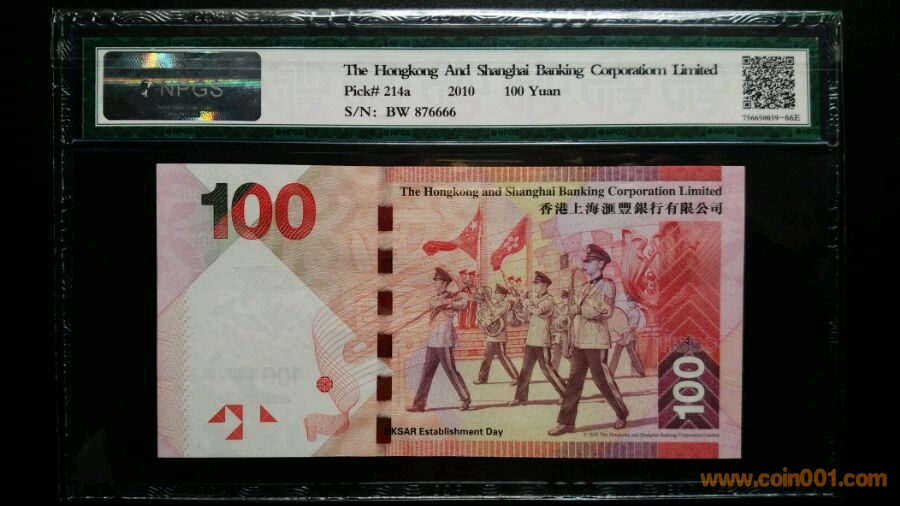 NPGS
The Hongkong And Shanghai Banking Corporatiom Limited
Pick# 214a 2010 100 Yuan
S/N: BW 876666
756650039-66E
100
The Hongkong and Shanghai Banking Corporation Limited
香港上海滙豐銀行有限公司
100
HKSAR Establishment Day
www.coin001.com